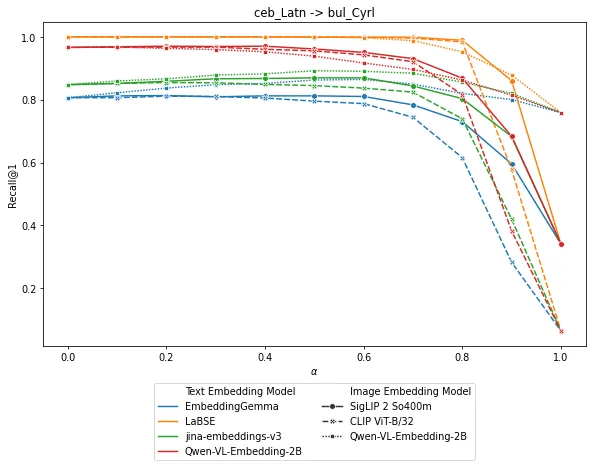 ceb_Latn -> bul_Cyrl
Recall@1
1.0
0.8
0.6
0.4
0.2
0.0 0.2 0.4 0.6 0.8 1.0
α
Text Embedding Model Image Embedding Model
EmbeddingGemma SigLIP 2 So400m
LaBSE CLIP ViT-B/32
jina-embeddings-v3 Qwen-VL-Embedding-2B
Qwen-VL-Embedding-2B